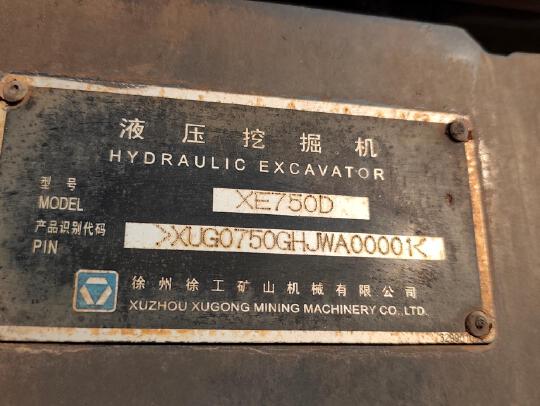 液压挖掘机
HYDRAULIC EXCAVATOR
型号
MODEL XE750D
产品识别代码
PIN >XUG0750GHJWA00001<
徐州徐工矿山机械有限公司
XUZHOU XUGONG MINING MACHINERY CO., LTD.